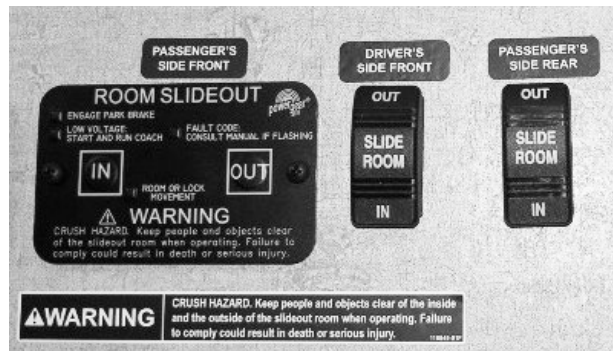 PASSENGER'S
SIDE FRONT
ROOM SLIDEOUT
power gear
ENGAGE PARK BRAKE
LOW VOLTAGE:
START AND RUN COACH
FAULT CODE:
CONSULT MANUAL IF FLASHING
IN
OUT
ROOM OR LOCK
MOVEMENT
⚠ WARNING
CRUSH HAZARD. Keep people and objects clear
of the slideout room when operating. Failure to
comply could result in death or serious injury.
DRIVER'S
SIDE FRONT
OUT
SLIDE
ROOM
IN
PASSENGER'S
SIDE REAR
OUT
SLIDE
ROOM
IN
⚠WARNING
CRUSH HAZARD. Keep people and objects clear of the inside
and the outside of the slideout room when operating. Failure
to comply could result in death or serious injury.